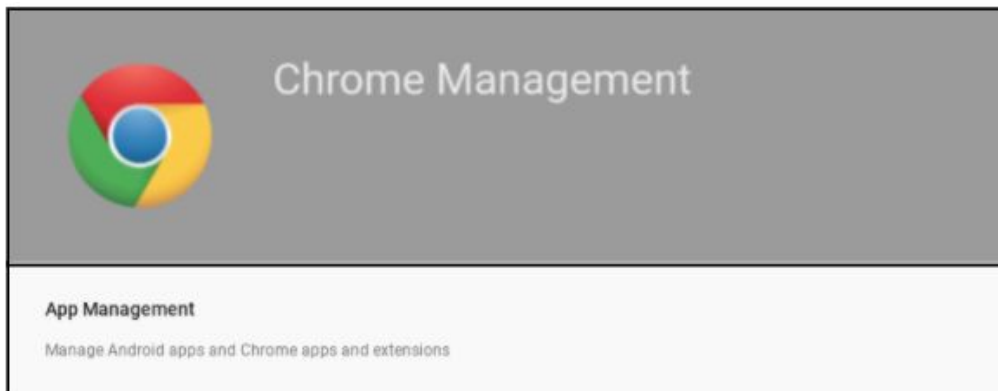 Chrome Management
App Management
Manage Android apps and Chrome apps and extensions